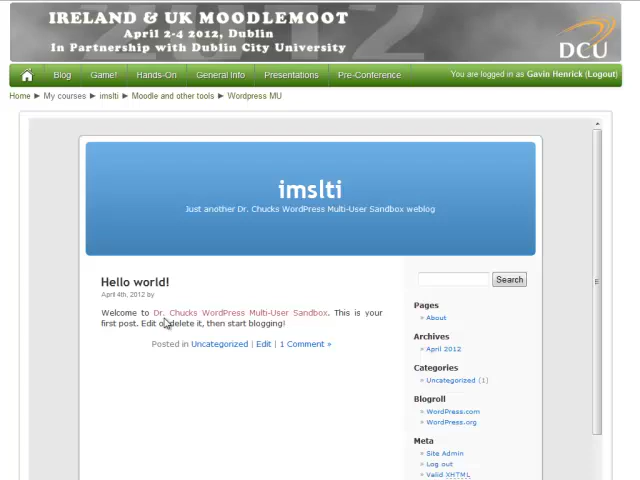 IRELAND & UK MOODLEMOOT
April 2-4 2012, Dublin
In Partnership with Dublin City University
2012
DCU
Blog Game! Hands-On General Info Presentations Pre-Conference
You are logged in as Gavin Henrick (Logout)
Home ► My courses ► imslti ► Moodle and other tools ► Wordpress MU
imslti
Just another Dr. Chucks WordPress Multi-User Sandbox weblog
Hello world!
April 4th, 2012 by
Welcome to Dr. Chucks WordPress Multi-User Sandbox. This is your
first post. Edit or delete it, then start blogging!
Posted in Uncategorized | Edit | 1 Comment »
Search
Pages
» About
Archives
» April 2012
Categories
» Uncategorized (1)
Blogroll
» WordPress.com
» WordPress.org
Meta
» Site Admin
» Log out
» Valid XHTML